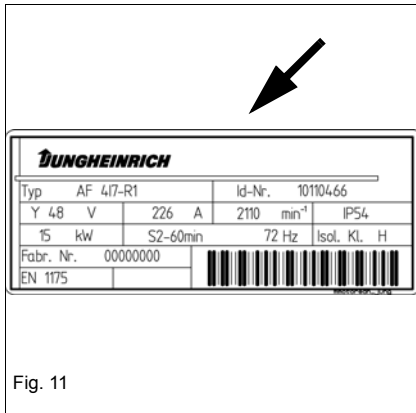 JUNGHEINRICH
Typ AF 4I7-R1 Id-Nr. 10110466
Y 48 V 226 A 2110 min⁻¹ IP54
15 kW S2-60min 72 Hz Isol. Kl. H
Fabr. Nr. 00000000
EN 1175
Fig. 11